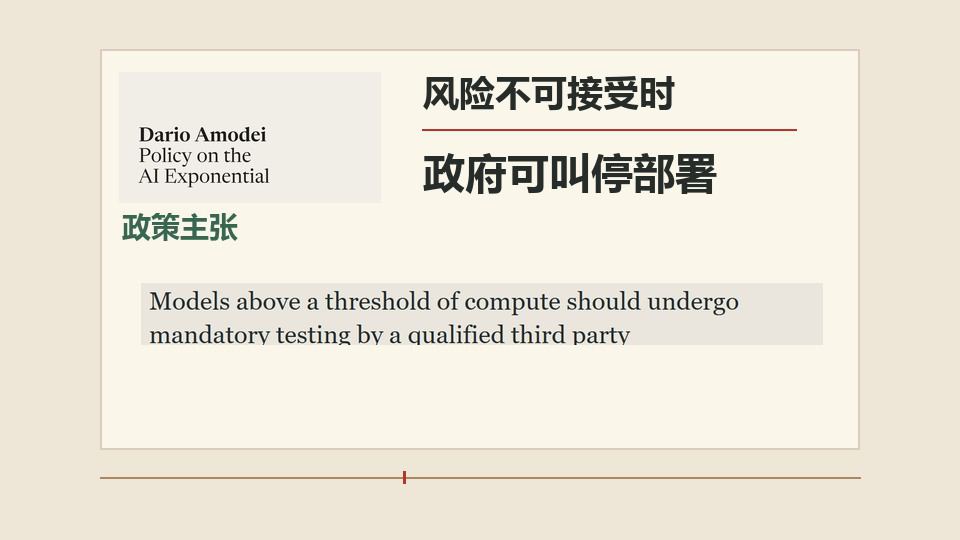 Dario Amodei
Policy on the
AI Exponential
政策主张
风险不可接受时
政府可叫停部署
Models above a threshold of compute should undergo
mandatory testing by a qualified third party